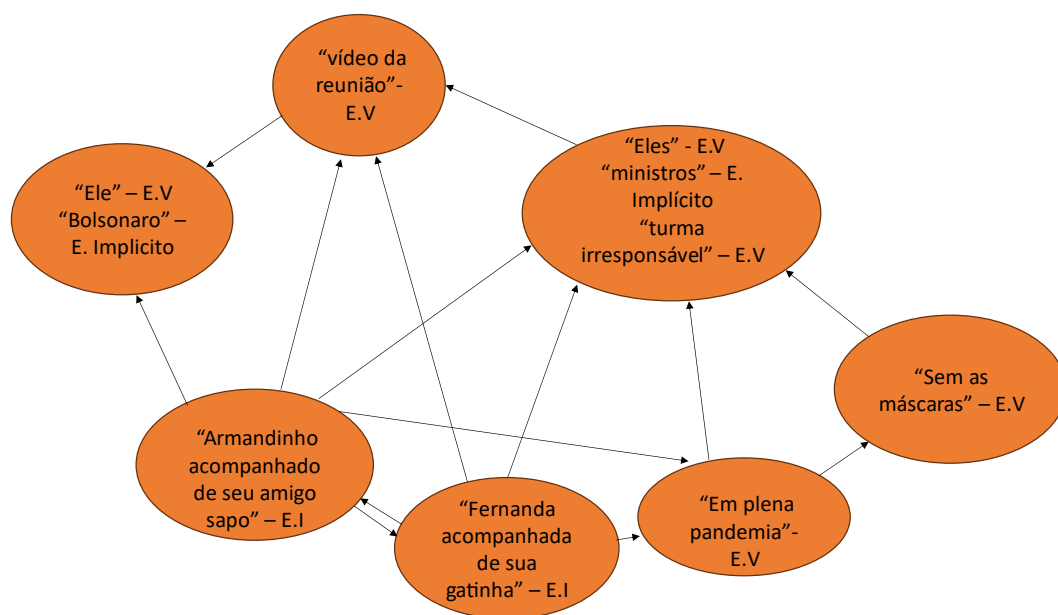 “vídeo da
reunião”-
E.V
“Ele” – E.V
“Bolsonaro” –
E. Implicito
“Eles” - E.V
“ministros” – E.
Implícito
“turma
irresponsável” – E.V
“Sem as
máscaras” – E.V
“Armandinho
acompanhado
de seu amigo
sapo” – E.I
“Fernanda
acompanhada
de sua
gatinha” – E.I
“Em plena
pandemia”-
E.V